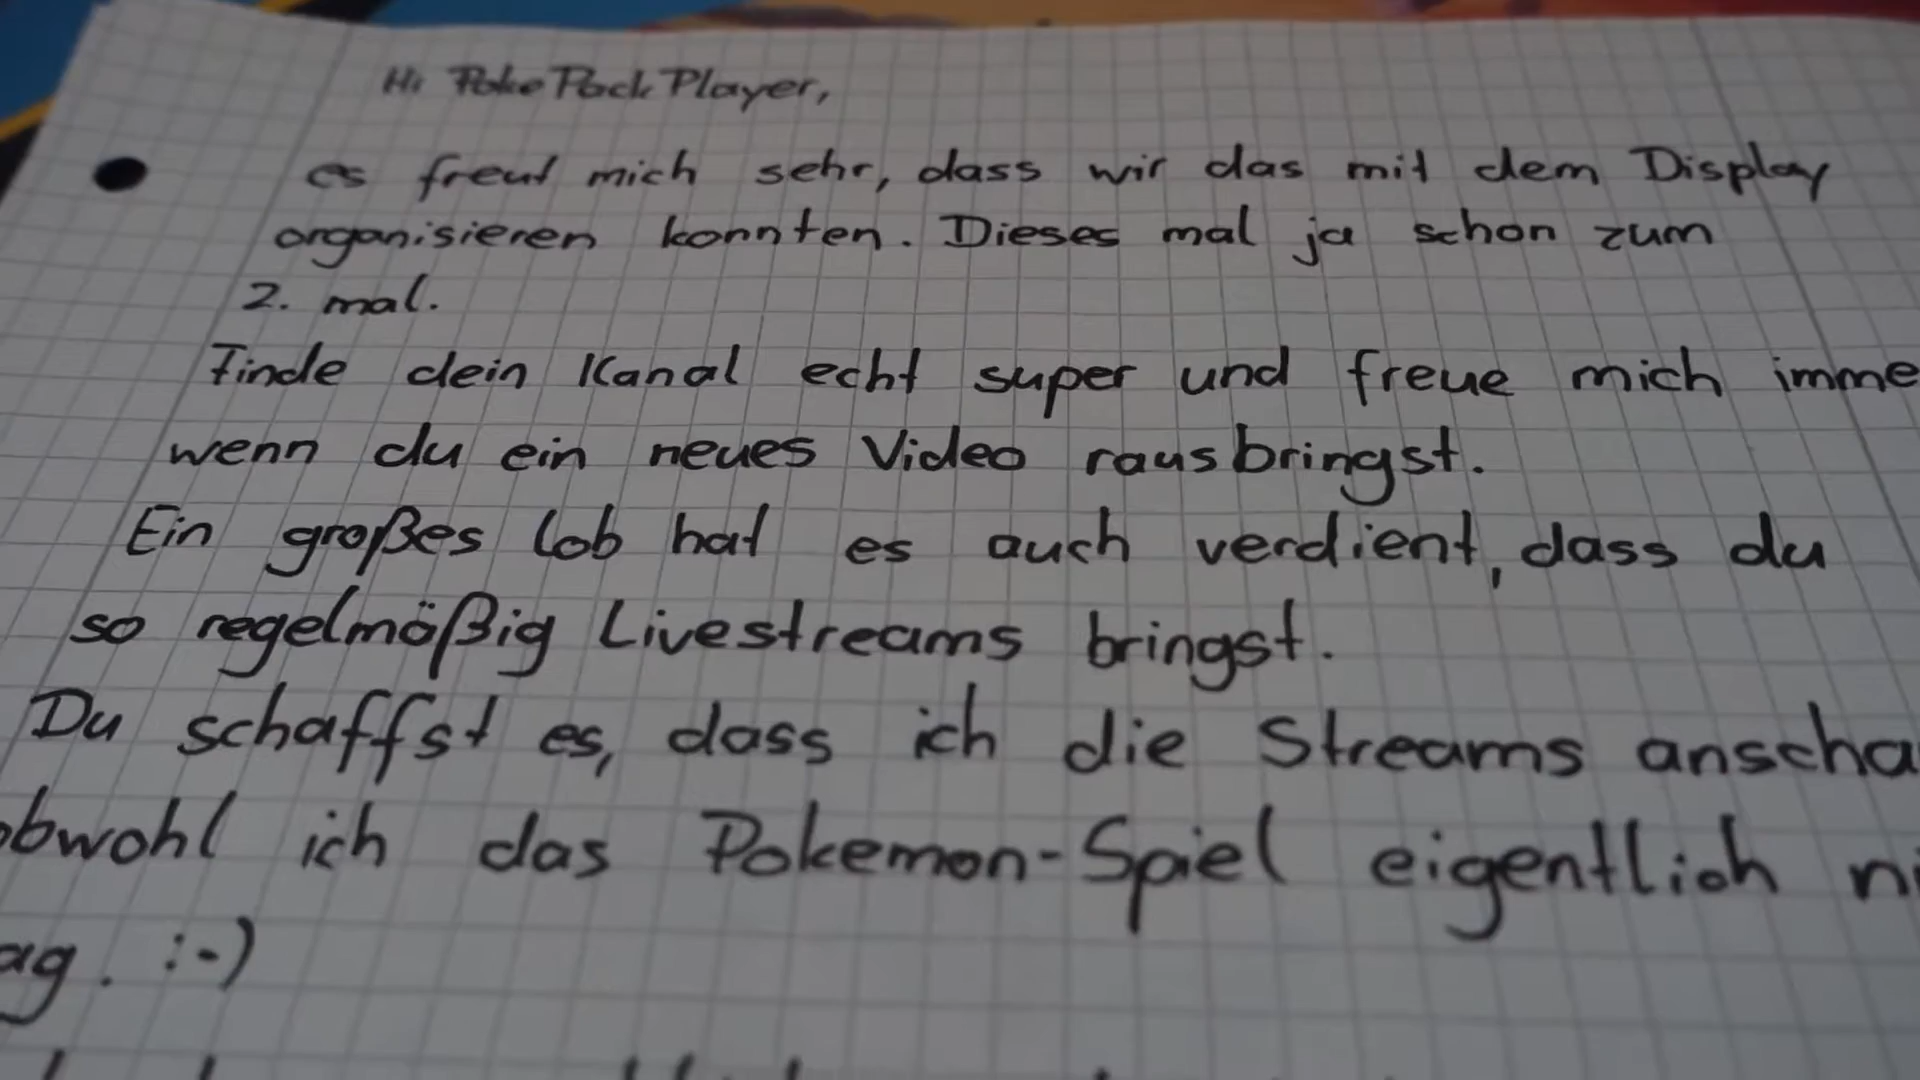 Hi PokePackPlayer,
es freut mich sehr, dass wir das mit dem Display
organisieren konnten. Dieses mal ja schon zum
2. mal.
Finde dein Kanal echt super und freue mich imme
wenn du ein neues Video rausbringst.
Ein großes lob hat es auch verdient, dass du
so regelmäßig Livestreams bringst.
Du schaffst es, dass ich die Streams anscha
obwohl ich das Pokemon-Spiel eigentlich ni
ag. :-)